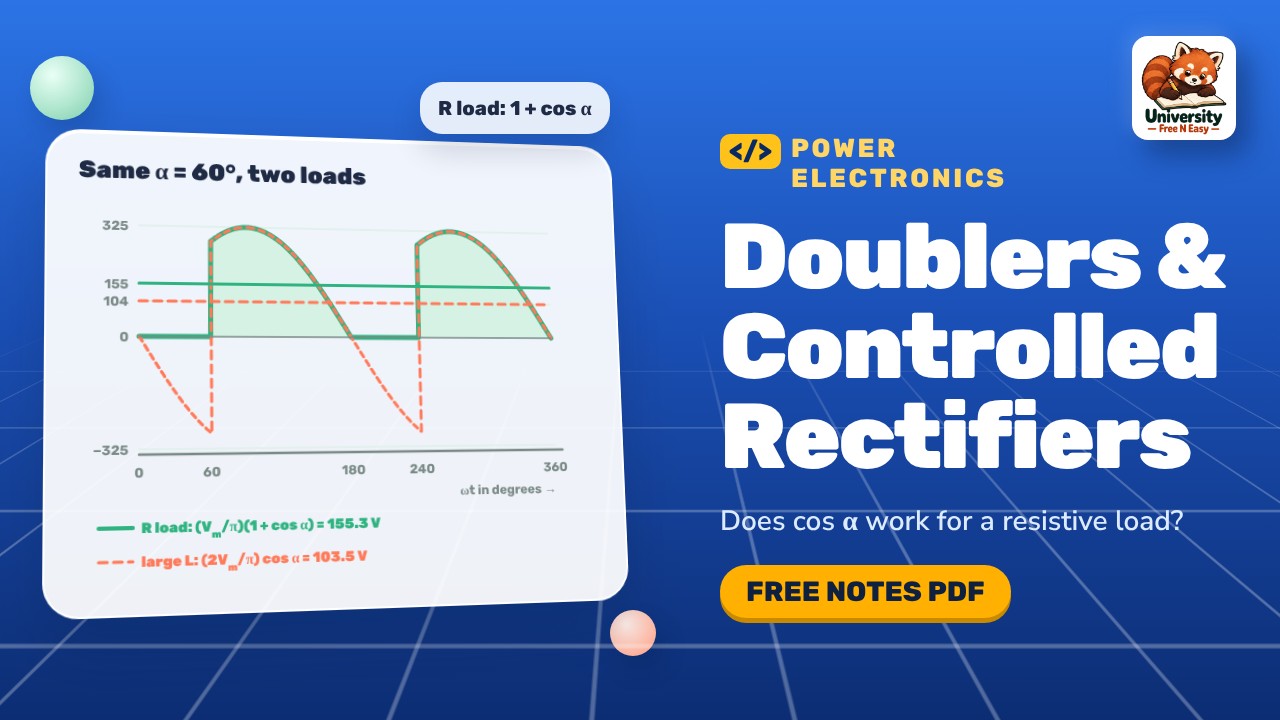 R load: 1 + cos α
Same α = 60°, two loads
325
155
104
0
−325
0 60 180 240 360
ωt in degrees →
R load: (Vm/π)(1 + cos α) = 155.3 V
large L: (2Vm/π) cos α = 103.5 V
University
Free N Easy
</> POWER
ELECTRONICS
Doublers &
Controlled
Rectifiers
Does cos α work for a resistive load?
FREE NOTES PDF